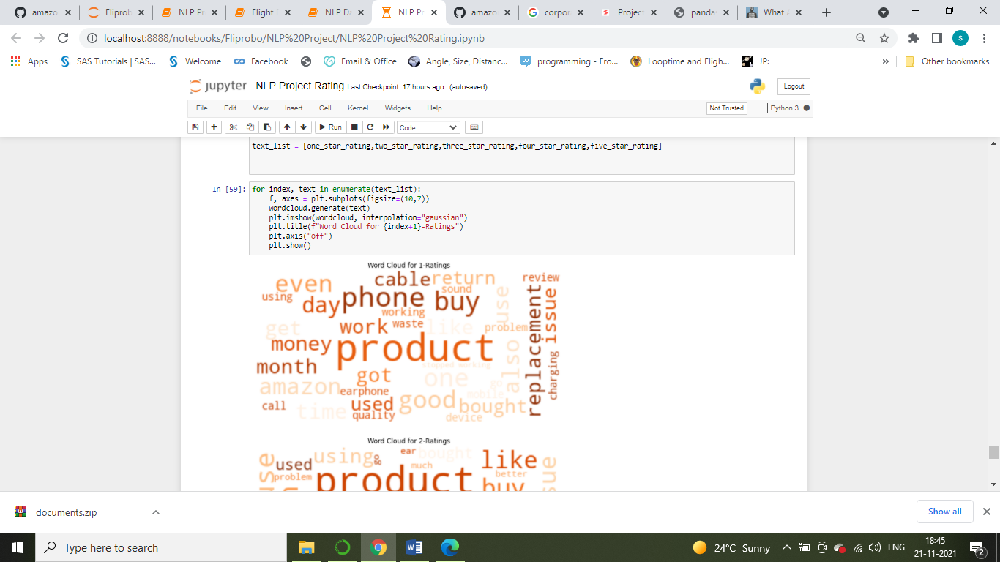 amazo
Fliprob
NLP Pr
Flight
NLP D
NLP Pr
amazo
corpor
Project
panda
What
localhost:8888/notebooks/Fliprobo/NLP%20Project/NLP%20Project%20Rating.ipynb
s
Apps
SAS Tutorials | SAS...
Welcome
Facebook
Email & Office
Angle, Size, Distanc...
programming - Fro...
Looptime and Fligh...
JP:
»
Other bookmarks
jupyter NLP Project Rating Last Checkpoint: 17 hours ago (autosaved)
Logout
File Edit View Insert Cell Kernel Widgets Help
Not Trusted
Python 3
Run
Code
text_list = [one_star_rating,two_star_rating,three_star_rating,four_star_rating,five_star_rating]
In [59]:
for index, text in enumerate(text_list):
    f, axes = plt.subplots(figsize=(10,7))
    wordcloud.generate(text)
    plt.imshow(wordcloud, interpolation="gaussian")
    plt.title(f"Word Cloud for {index+1}-Ratings")
    plt.axis("off")
    plt.show()
Word Cloud for 1-Ratings
even
cable
return
review
using
day
phone
buy
sound
use
working
get
work
waste
like
problem
replacement
issue
money
product
month
stopped working
also
charging
got
one
go
amazon
earphone
mobile
call
time
used
good
bought
quality
device
Word Cloud for 2-Ratings
use
used
using
go
ear
bought
like
problem
product
much
better
buy
documents.zip
Show all
Type here to search
24°C Sunny
ENG
18:45
21-11-2021
2